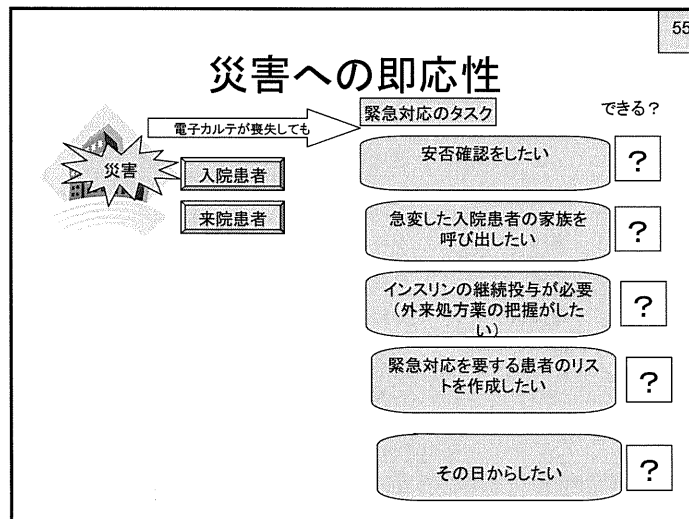 55
災害への即応性
電子カルテが喪失しても
緊急対応のタスク
できる?
災害
入院患者
来院患者
安否確認をしたい
?
急変した入院患者の家族を
呼び出したい
?
インスリンの継続投与が必要
(外来処方薬の把握がした
い)
?
緊急対応を要する患者のリス
トを作成したい
?
その日からしたい
?